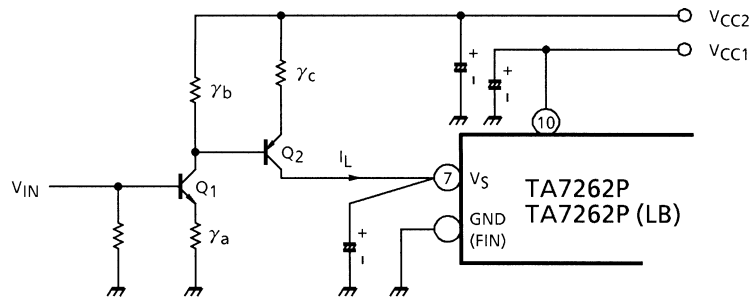 VCC2
VCC1
γb
γc
10
Q2
IL
VIN
Q1
7
VS
TA7262P
TA7262P (LB)
GND
(FIN)
γa
+
+
+